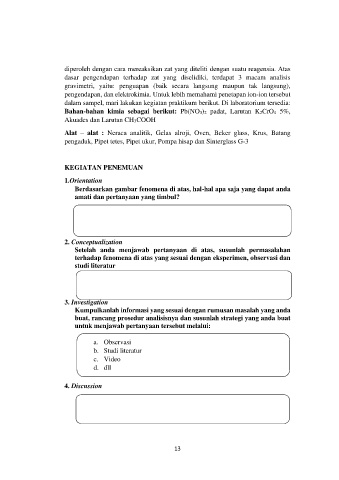 diperoleh dengan cara mereaksikan zat yang diteliti dengan suatu reagensia. Atas
dasar pengendapan terhadap zat yang diselidiki, terdapat 3 macam analisis
gravimetri, yaitu: penguapan (baik secara langsung maupun tak langsung),
pengendapan, dan elektrokimia. Untuk lebih memahami penetapan ion-ion tersebut
dalam sampel, mari lakukan kegiatan praktikum berikut. Di laboratorium tersedia:
Bahan-bahan kimia sebagai berikut: Pb(NO₃)₂ padat, Larutan K₂CrO₄ 5%,
Akuades dan Larutan CH₃COOH
Alat – alat : Neraca analitik, Gelas alroji, Oven, Beker glass, Krus, Batang
pengaduk, Pipet tetes, Pipet ukur, Pompa hisap dan Sinterglass G-3
KEGIATAN PENEMUAN
1.Orientation
Berdasarkan gambar fenomena di atas, hal-hal apa saja yang dapat anda
amati dan pertanyaan yang timbul?
2. Conceptualization
Setelah anda menjawab pertanyaan di atas, susunlah permasalahan
terhadap fenomena di atas yang sesuai dengan eksperimen, observasi dan
studi literatur
3. Investigation
Kumpulkanlah informasi yang sesuai dengan rumusan masalah yang anda
buat, rancang prosedur analisisnya dan susunlah strategi yang anda buat
untuk menjawab pertanyaan tersebut melalui:
a. Observasi
b. Studi literatur
c. Video
d. dll
4. Discussion
13